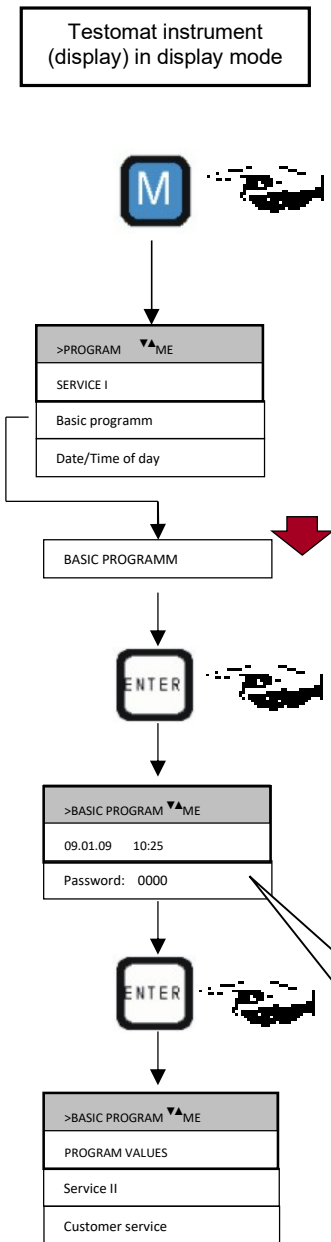 Testomat instrument
(display) in display mode
M
>PROGRAM ▼▲ME
SERVICE I
Basic programm
Date/Time of day
BASIC PROGRAMM
ENTER
>BASIC PROGRAM ▼▲ME
09.01.09 10:25
Password: 0000
ENTER
>BASIC PROGRAM ▼▲ME
PROGRAM VALUES
Service II
Customer service